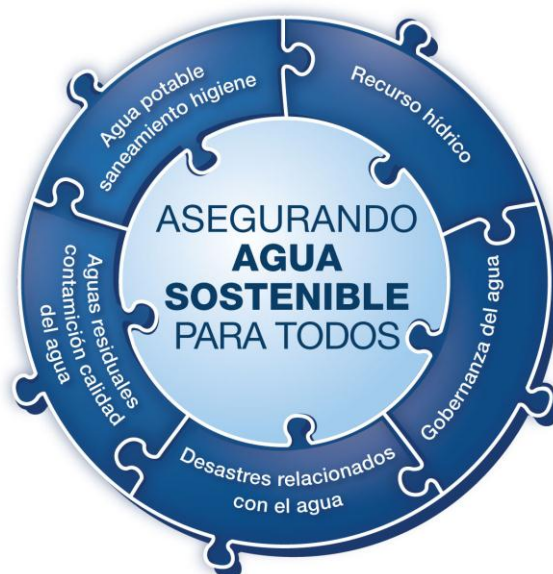 ASEGURANDO
AGUA
SOSTENIBLE
PARA TODOS
Agua potable
saneamiento higiene
Recurso hídrico
Gobernanza del agua
Desastres relacionados
con el agua
Aguas residuales
contamición calidad
del agua